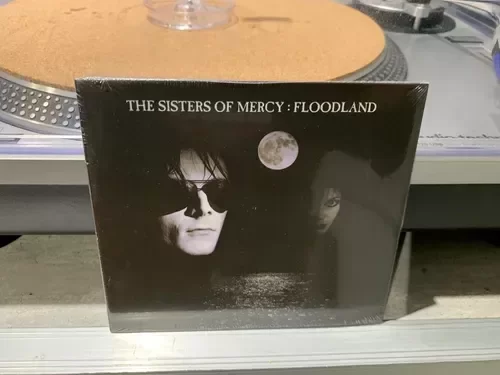 THE SISTERS OF MERCY : FLOODLAND